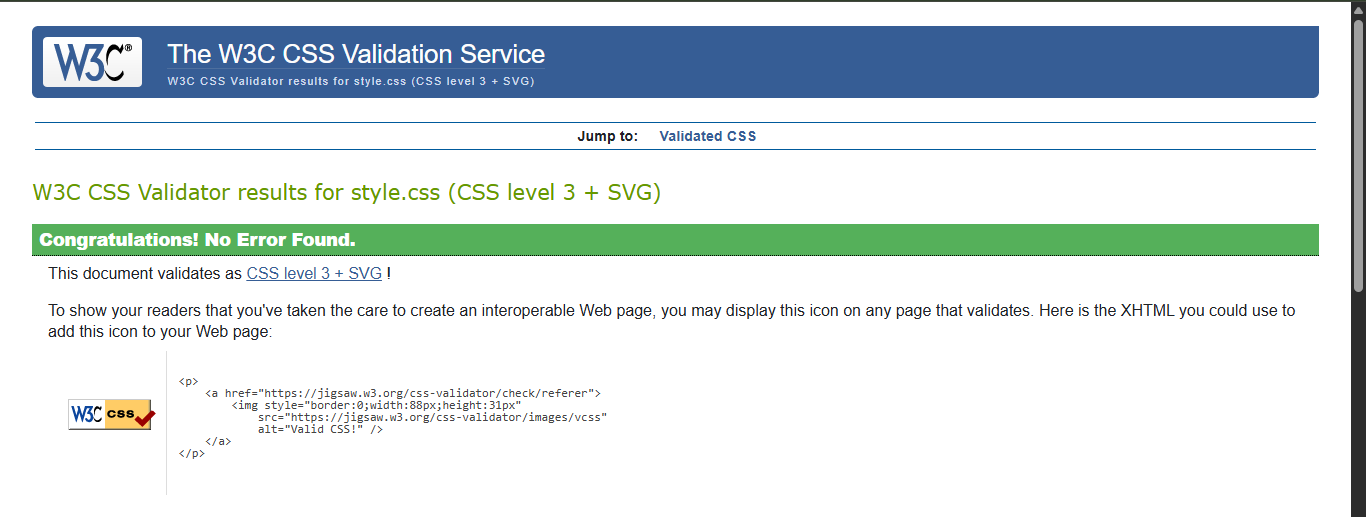 W3C®
The W3C CSS Validation Service
W3C CSS Validator results for style.css (CSS level 3 + SVG)
Jump to: Validated CSS
W3C CSS Validator results for style.css (CSS level 3 + SVG)
Congratulations! No Error Found.
This document validates as CSS level 3 + SVG !
To show your readers that you've taken the care to create an interoperable Web page, you may display this icon on any page that validates. Here is the XHTML you could use to
add this icon to your Web page:
W3C css
<p>
    <a href="https://jigsaw.w3.org/css-validator/check/referer">
        <img style="border:0;width:88px;height:31px"
            src="https://jigsaw.w3.org/css-validator/images/vcss"
            alt="Valid CSS!" />
    </a>
</p>